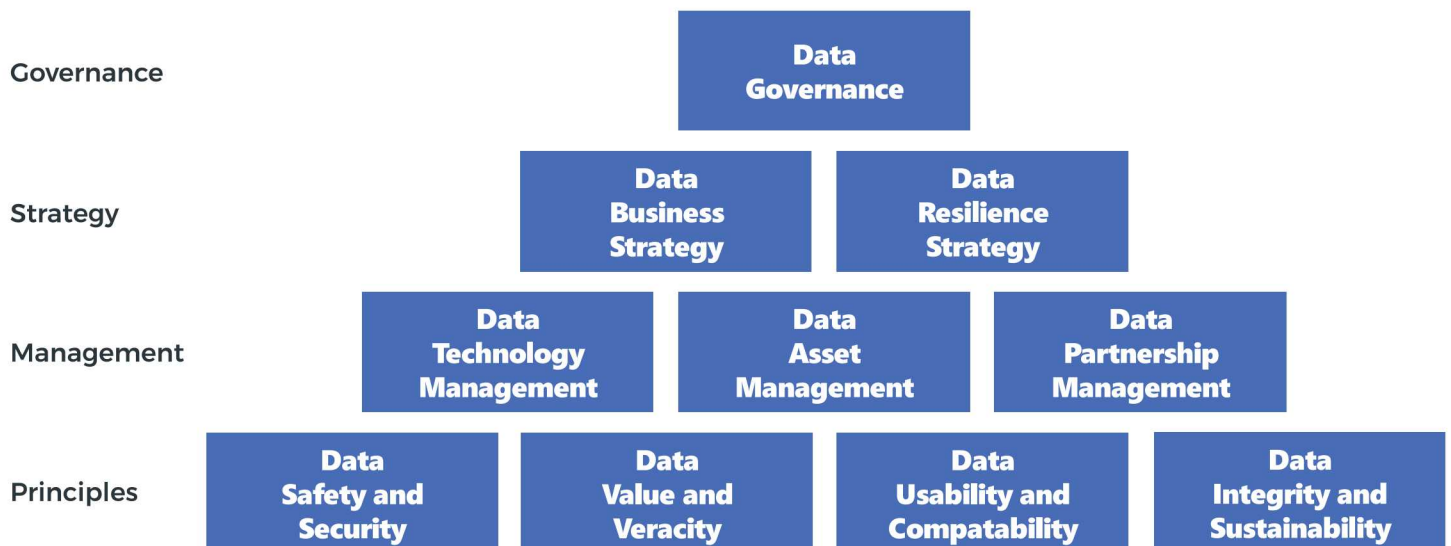 Governance
Data
Governance
Strategy
Data
Business
Strategy
Data
Resilience
Strategy
Management
Data
Technology
Management
Data
Asset
Management
Data
Partnership
Management
Principles
Data
Safety and
Security
Data
Value and
Veracity
Data
Usability and
Compatability
Data
Integrity and
Sustainability